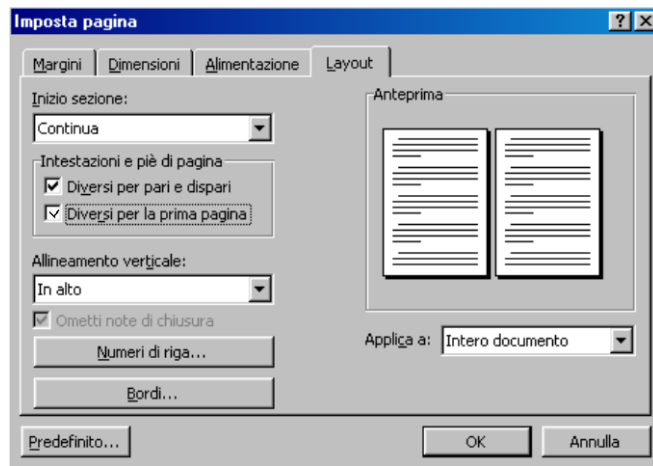 Imposta pagina
Margini Dimensioni Alimentazione Layout
Inizio sezione:
Continua
Intestazioni e piè di pagina
Diversi per pari e dispari
Diversi per la prima pagina
Allineamento verticale:
In alto
Ometti note di chiusura
Numeri di riga...
Bordi...
Anteprima
Applica a: Intero documento
Predefinito... OK Annulla